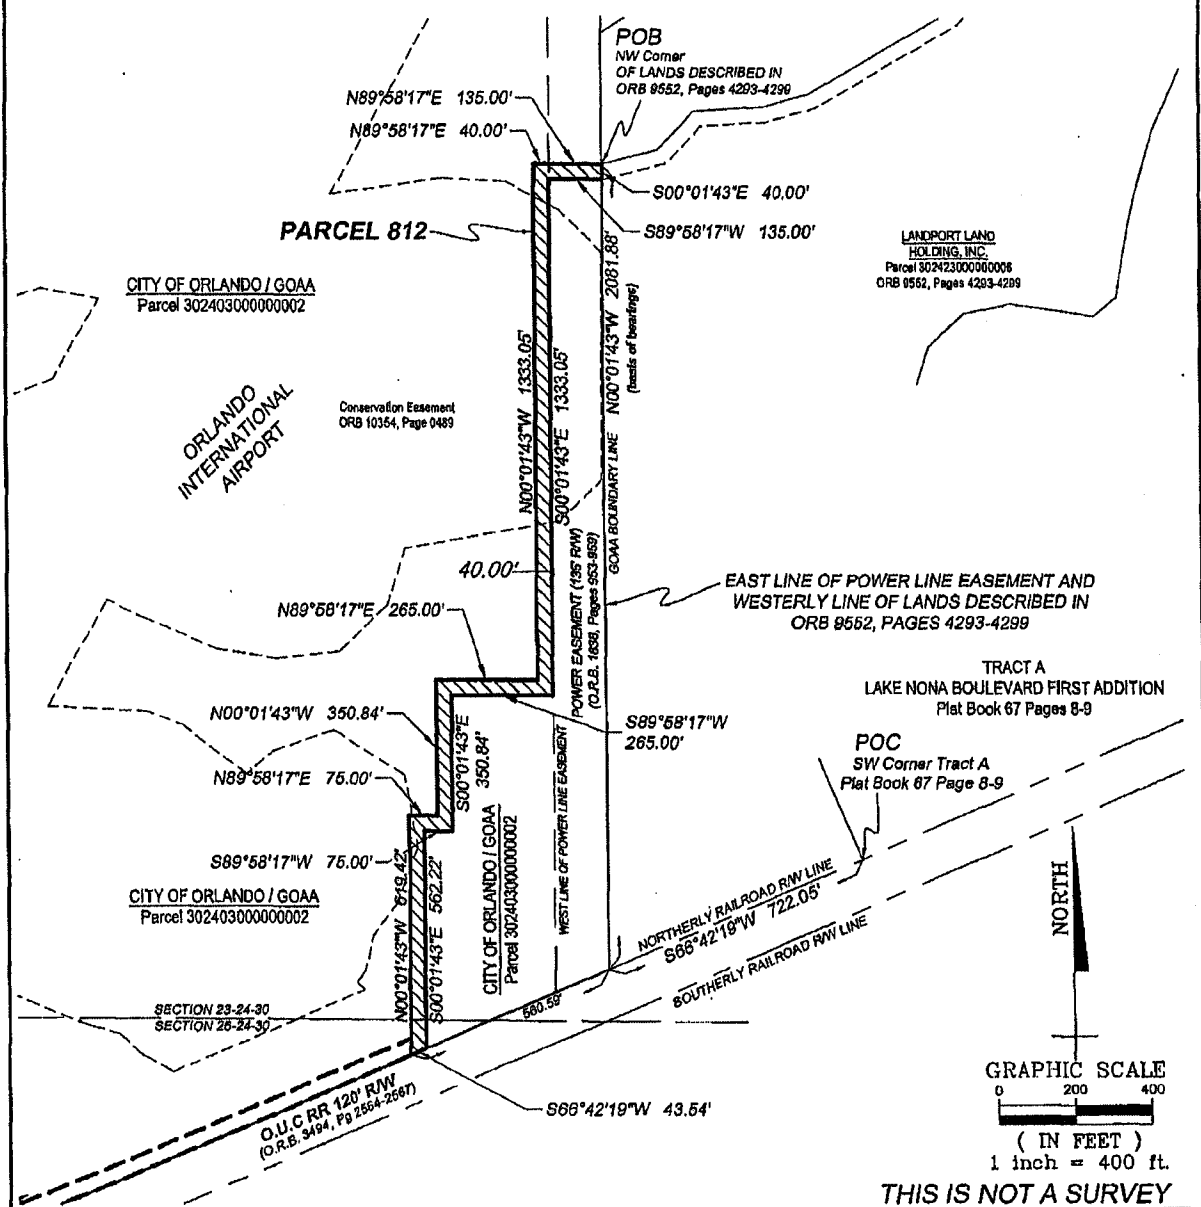 POB
NW Corner
OF LANDS DESCRIBED IN
ORB 9552, Pages 4293-4299
N89°58'17"E 135.00'
N89°58'17"E 40.00'
S00°01'43"E 40.00'
S89°58'17"W 135.00'
PARCEL 812
CITY OF ORLANDO / GOAA
Parcel 302403000000002
LANDPORT LAND
HOLDING, INC.
Parcel 302423000000006
ORB 9552, Pages 4293-4299
N00°01'43"W 2081.88'
(basis of bearings)
GOAA BOUNDARY LINE
N00°01'43"W 1333.05'
S00°01'43"E 1333.05'
ORLANDO
INTERNATIONAL
AIRPORT
Conservation Easement
ORB 10354, Page 0489
40.00'
POWER EASEMENT (135' R/W)
(O.R.B. 1838, Pages 953-959)
EAST LINE OF POWER LINE EASEMENT AND
WESTERLY LINE OF LANDS DESCRIBED IN
ORB 9552, PAGES 4293-4299
N89°58'17"E 265.00'
TRACT A
LAKE NONA BOULEVARD FIRST ADDITION
Plat Book 67 Pages 8-9
N00°01'43"W 350.84'
S00°01'43"E
350.84'
S89°58'17"W
265.00'
WEST LINE OF POWER LINE EASEMENT
POC
SW Corner Tract A
Plat Book 67 Page 8-9
N89°58'17"E 75.00'
S89°58'17"W 75.00'
CITY OF ORLANDO / GOAA
Parcel 302403000000002
CITY OF ORLANDO / GOAA
Parcel 302403000000002
N00°01'43"W 619.42'
S00°01'43"E 562.22'
NORTHERLY RAILROAD R/W LINE
S66°42'19"W 722.05'
SOUTHERLY RAILROAD R/W LINE
NORTH
SECTION 23-24-30
SECTION 26-24-30
560.59'
O.U.C RR 120' R/W
(O.R.B. 3494, Pg 2564-2567)
S66°42'19"W 43.54'
GRAPHIC SCALE
0 200 400
( IN FEET )
1 inch = 400 ft.
THIS IS NOT A SURVEY